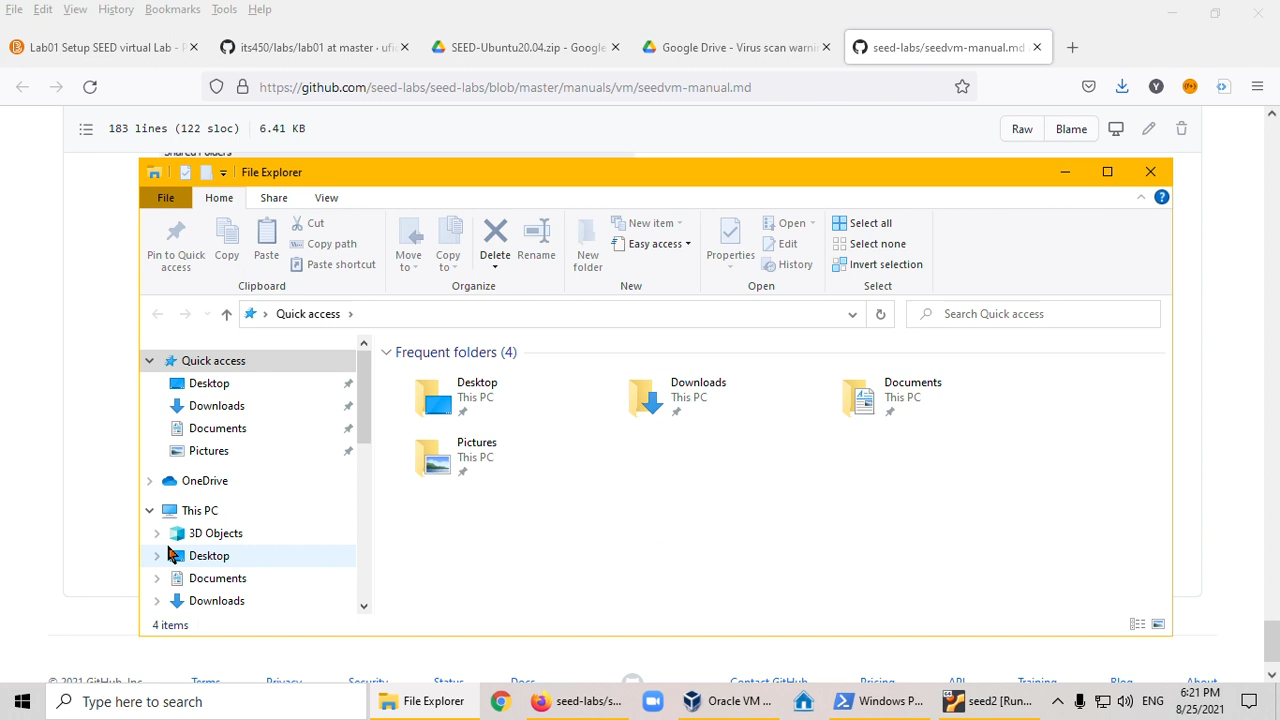 File Edit View History Bookmarks Tools Help
Lab01 Setup SEED virtual Lab - P
its450/labs/lab01 at master · ufi
SEED-Ubuntu20.04.zip - Google
Google Drive - Virus scan warni
seed-labs/seedvm-manual.md
https://github.com/seed-labs/seed-labs/blob/master/manuals/vm/seedvm-manual.md
183 lines (122 sloc) 6.41 KB
Raw Blame
Shared Folders
File Explorer
File Home Share View
Pin to Quick
access
Copy
Paste
Cut
Copy path
Paste shortcut
Clipboard
Move
to
Copy
to
Delete
Rename
Organize
New
folder
New item
Easy access
New
Properties
Open
Edit
History
Open
Select all
Select none
Invert selection
Select
Quick access
Search Quick access
Quick access
Desktop
Downloads
Documents
Pictures
OneDrive
This PC
3D Objects
Desktop
Documents
Downloads
Frequent folders (4)
Desktop
This PC
Downloads
This PC
Documents
This PC
Pictures
This PC
4 items
© 2021 GitHub, Inc. Terms Privacy Security Status Docs Contact GitHub Pricing API Training Blog About
Type here to search
File Explorer
seed-labs/s...
Oracle VM ...
Windows P...
seed2 [Run...
ENG
6:21 PM
8/25/2021